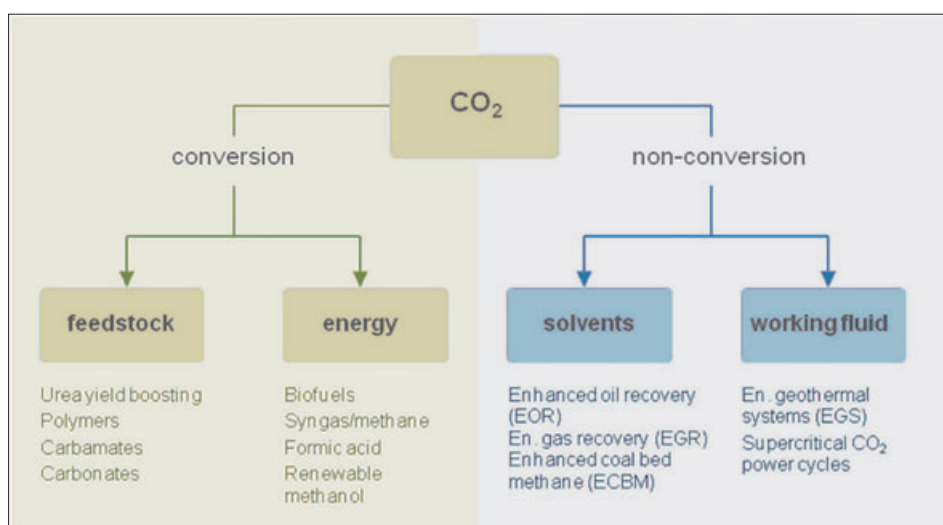 CO₂
conversion
non-conversion
feedstock
energy
solvents
working fluid
Urea yield boosting
Polymers
Carbamates
Carbonates
Biofuels
Syngas/methane
Formic acid
Renewable
methanol
Enhanced oil recovery
(EOR)
En. gas recovery (EGR)
Enhanced coal bed
methane (ECBM)
En. geothermal
systems (EGS)
Supercritical CO₂
power cycles